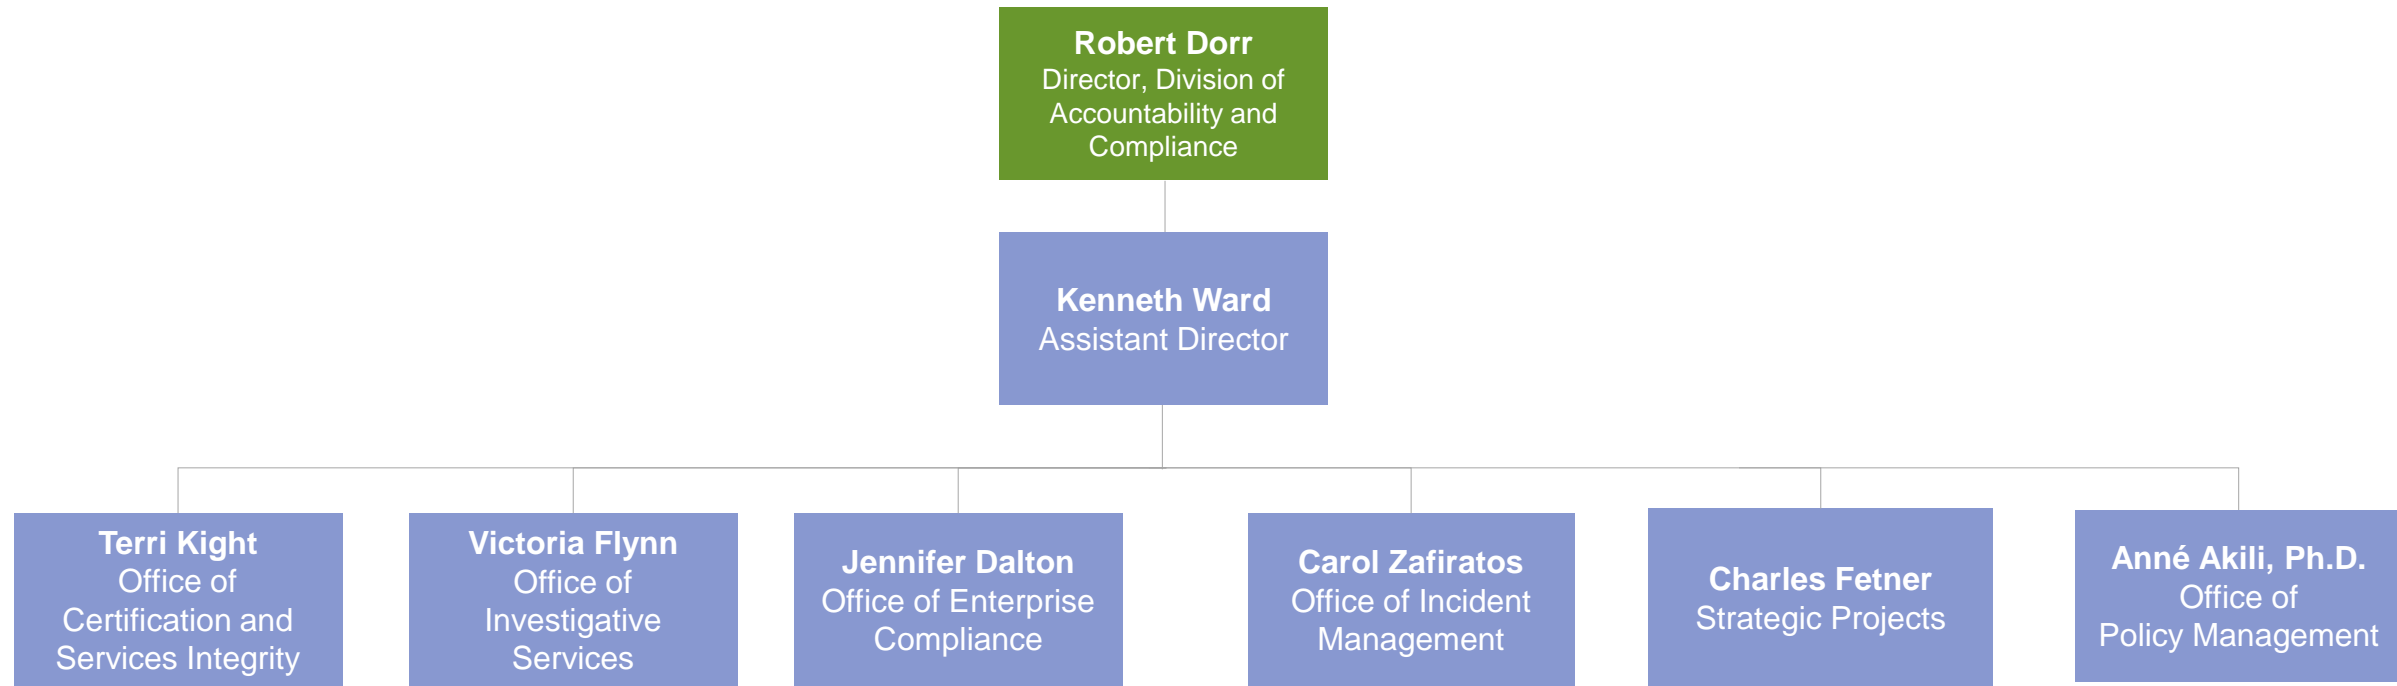 Robert Dorr
Director, Division of
Accountability and
Compliance
Kenneth Ward
Assistant Director
Terri Kight
Office of
Certification and
Services Integrity
Victoria Flynn
Office of
Investigative
Services
Jennifer Dalton
Office of Enterprise
Compliance
Carol Zafiratos
Office of Incident
Management
Charles Fetner
Strategic Projects
Anné Akili, Ph.D.
Office of
Policy Management